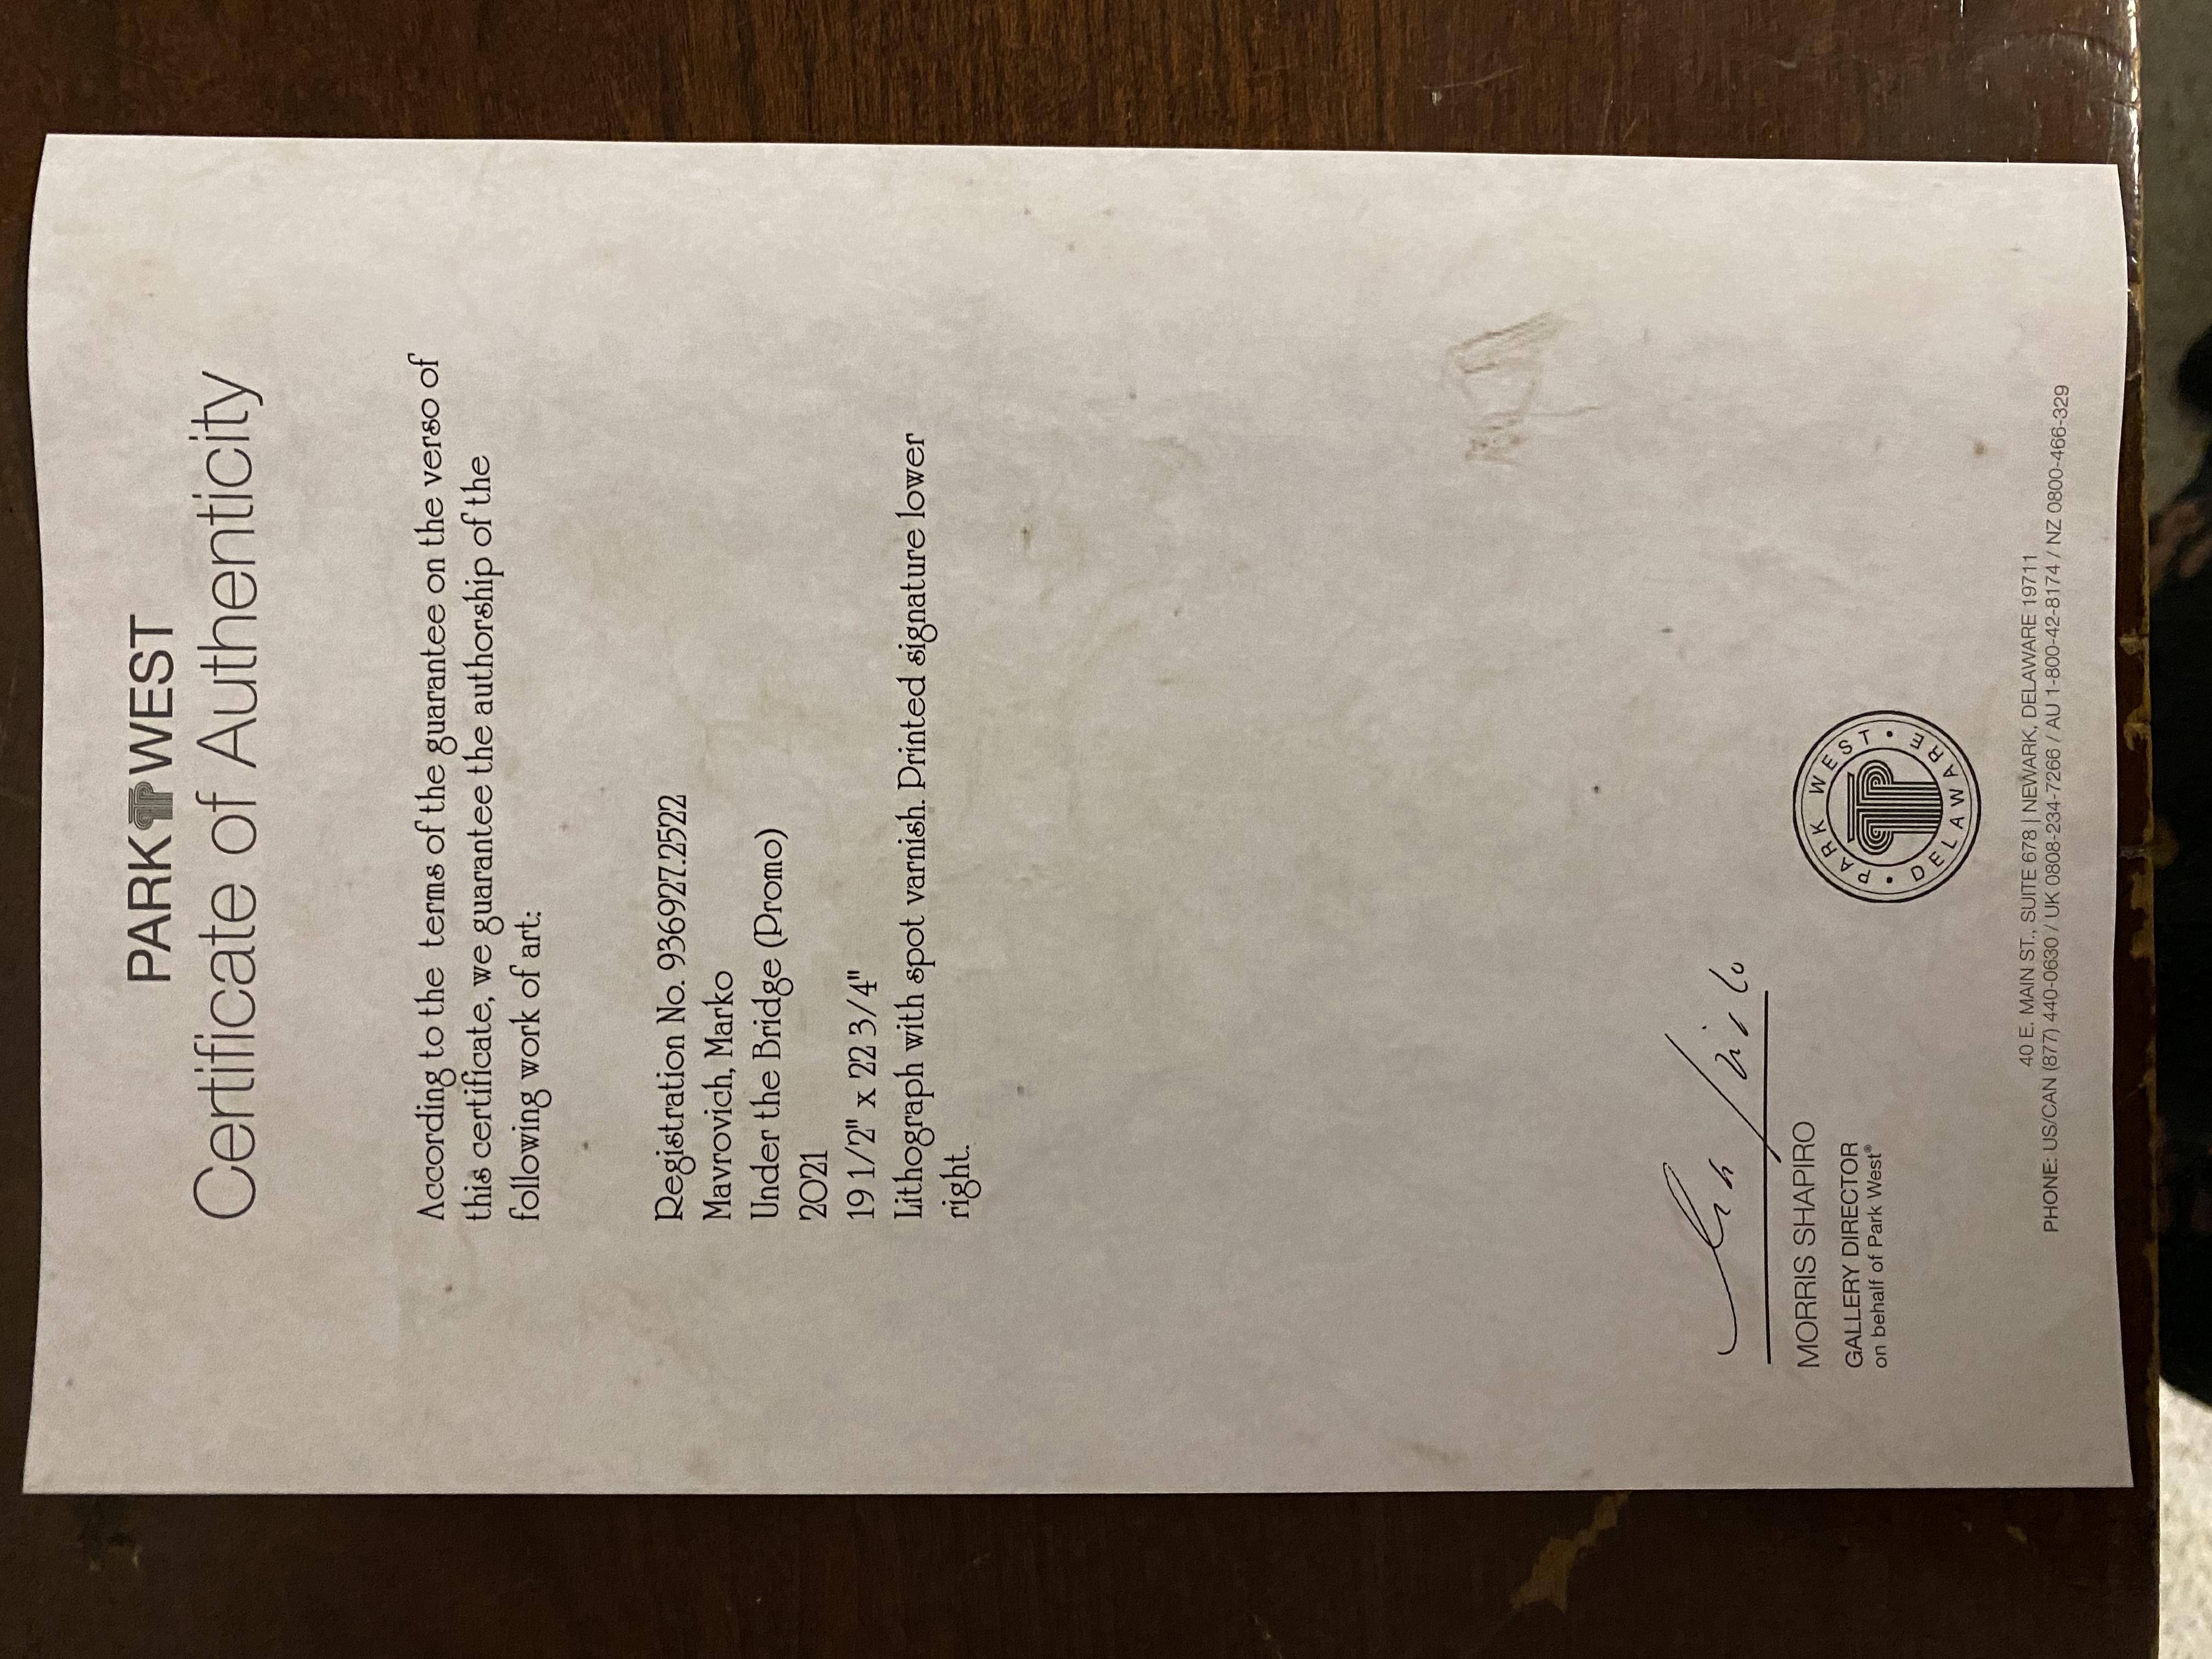 PARK WEST
Certificate of Authenticity
According to the terms of the guarantee on the verso of
this certificate, we guarantee the authorship of the
following work of art:
Registration No. 936927.2522
Mavrovich, Marko
Under the Bridge (Promo)
2021
19 1/2" x 22 3/4"
Lithograph with spot varnish. Printed signature lower
right.
MORRIS SHAPIRO
GALLERY DIRECTOR
on behalf of Park West®
PARK WEST • DELAWARE •
40 E. MAIN ST., SUITE 678 | NEWARK, DELAWARE 19711
PHONE: US/CAN (877) 440-0630 / UK 0808-234-7266 / AU 1-800-42-8174 / NZ 0800-466-329